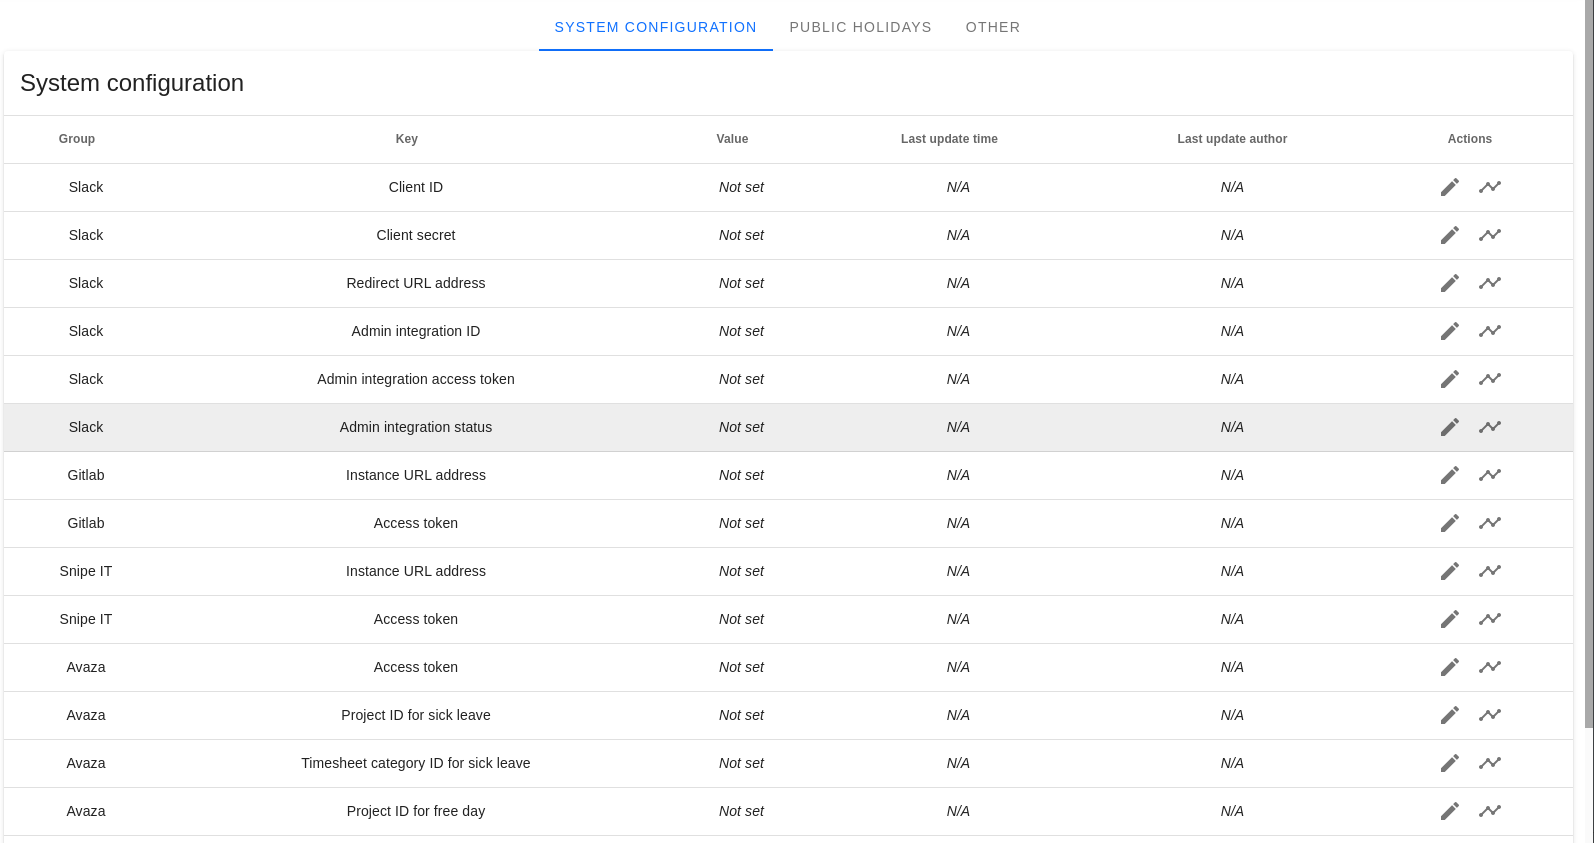 SYSTEM CONFIGURATION PUBLIC HOLIDAYS OTHER
System configuration
Group Key Value Last update time Last update author Actions
Slack Client ID Not set N/A N/A
Slack Client secret Not set N/A N/A
Slack Redirect URL address Not set N/A N/A
Slack Admin integration ID Not set N/A N/A
Slack Admin integration access token Not set N/A N/A
Slack Admin integration status Not set N/A N/A
Gitlab Instance URL address Not set N/A N/A
Gitlab Access token Not set N/A N/A
Snipe IT Instance URL address Not set N/A N/A
Snipe IT Access token Not set N/A N/A
Avaza Access token Not set N/A N/A
Avaza Project ID for sick leave Not set N/A N/A
Avaza Timesheet category ID for sick leave Not set N/A N/A
Avaza Project ID for free day Not set N/A N/A